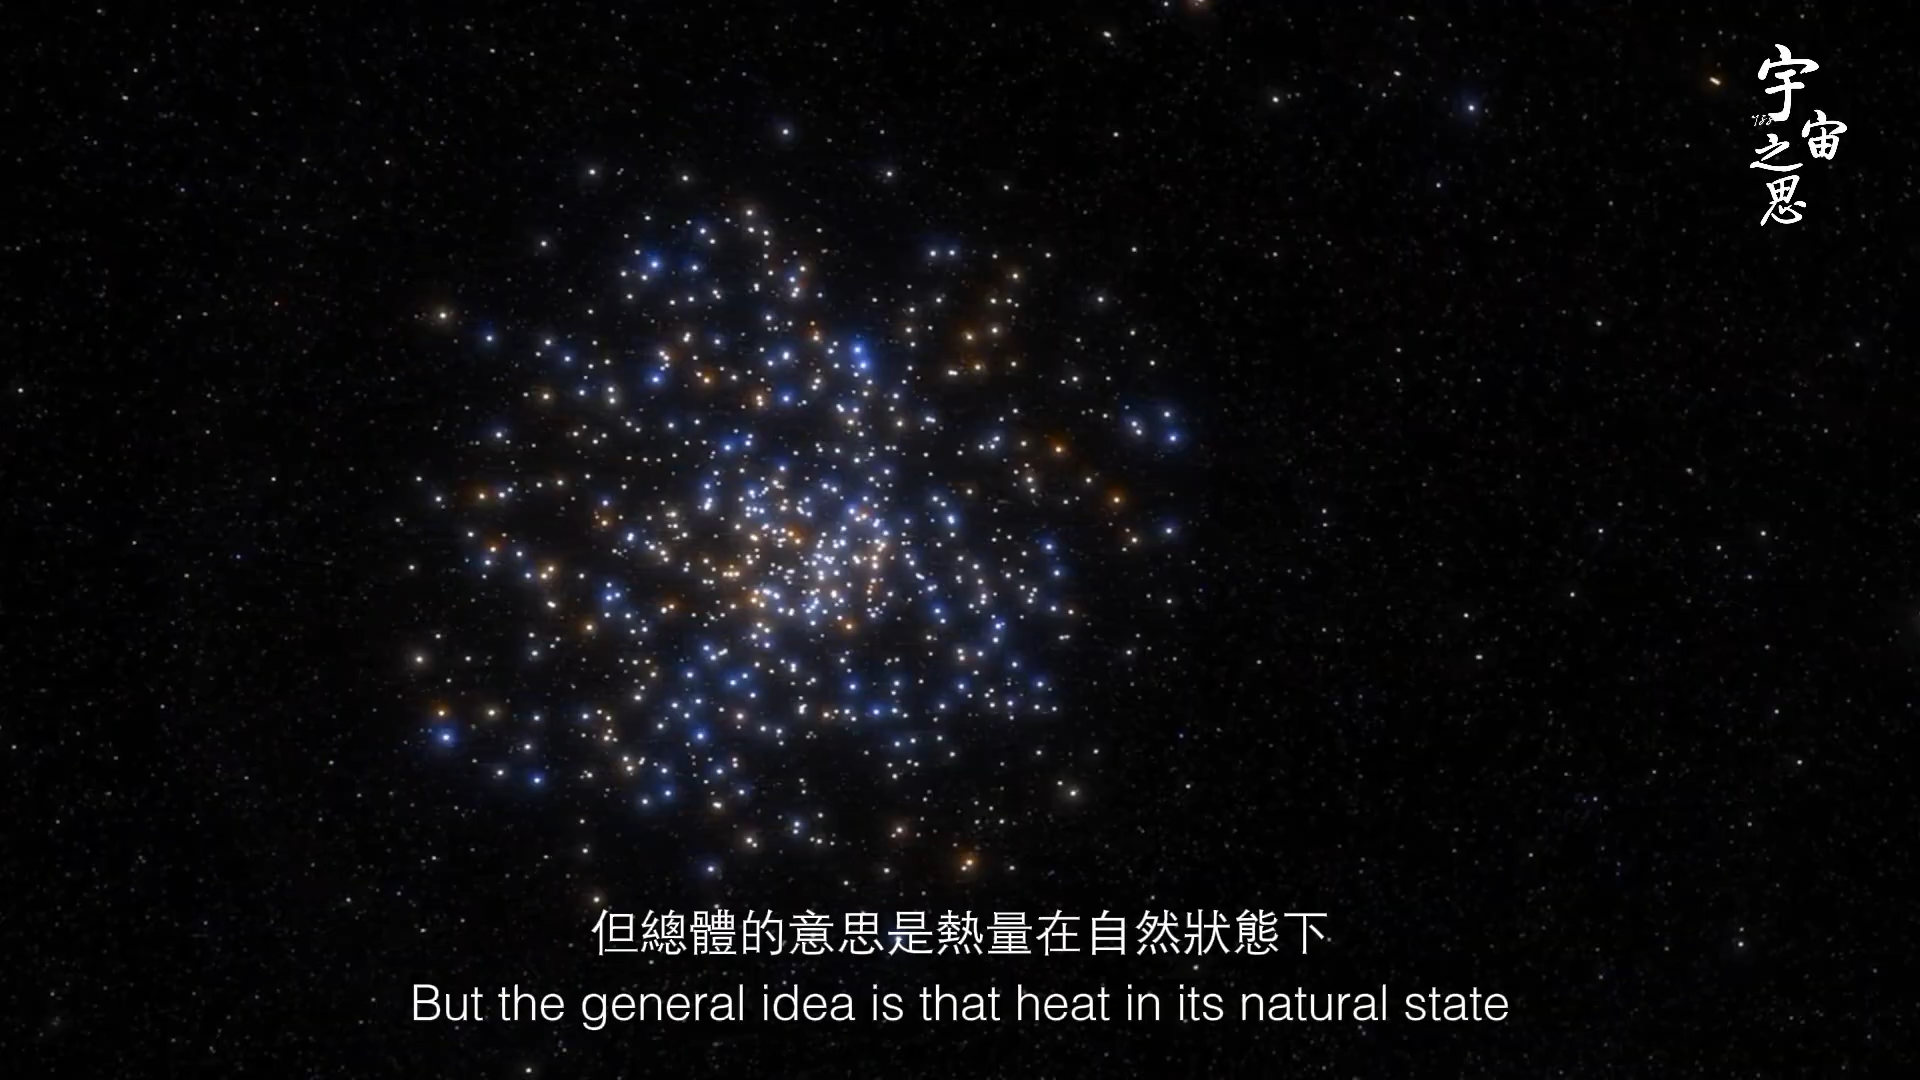 宇宙
之思
但總體的意思是熱量在自然狀態下
But the general idea is that heat in its natural state